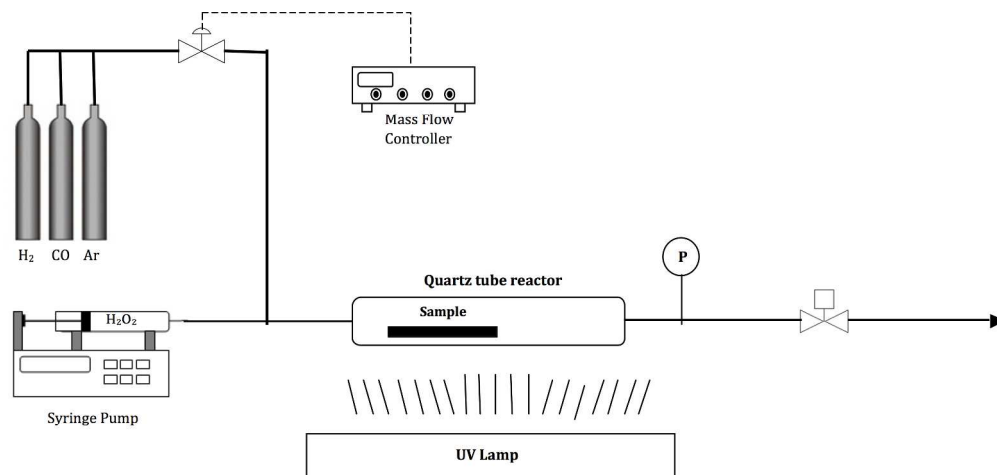 Mass Flow
Controller
H₂ CO Ar
P
Quartz tube reactor
Sample
H₂O₂
Syringe Pump
UV Lamp